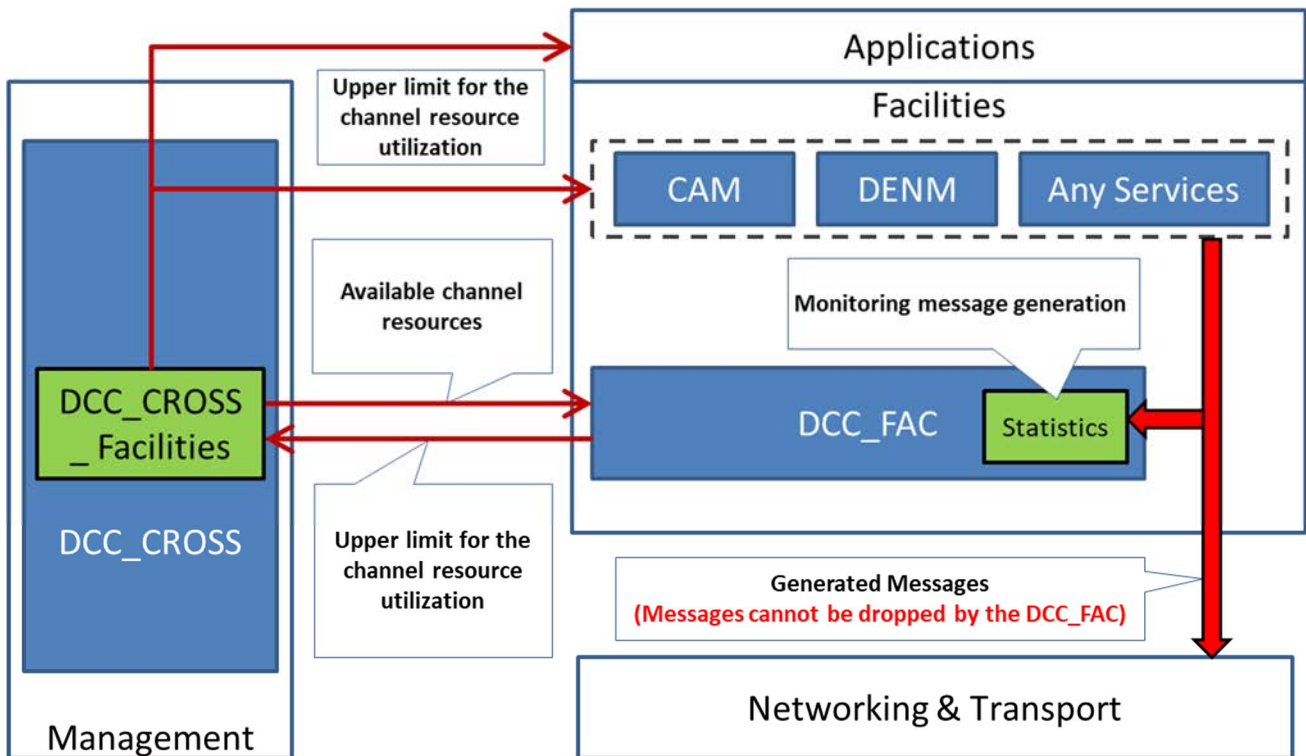 Applications
Facilities
Upper limit for the
channel resource
utilization
CAM
DENM
Any Services
Available channel
resources
Monitoring message generation
DCC_CROSS
_ Facilities
DCC_FAC
Statistics
DCC_CROSS
Upper limit for the
channel resource
utilization
Generated Messages
(Messages cannot be dropped by the DCC_FAC)
Networking & Transport
Management